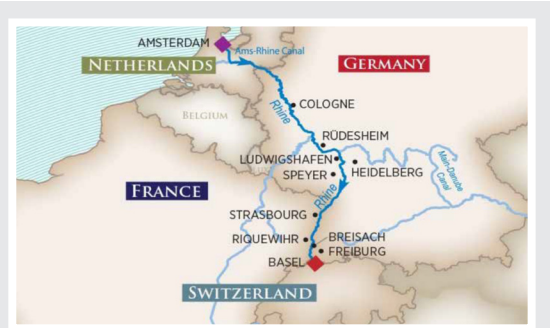 AMSTERDAM
Ams-Rhine Canal
NETHERLANDS
GERMANY
COLOGNE
BELGIUM
Rhine
RÜDESHEIM
LUDWIGSHAFEN
SPEYER
HEIDELBERG
Main-Danube
Canal
FRANCE
Rhine
STRASBOURG
RIQUEWIHR
BREISACH
FREIBURG
BASEL
SWITZERLAND